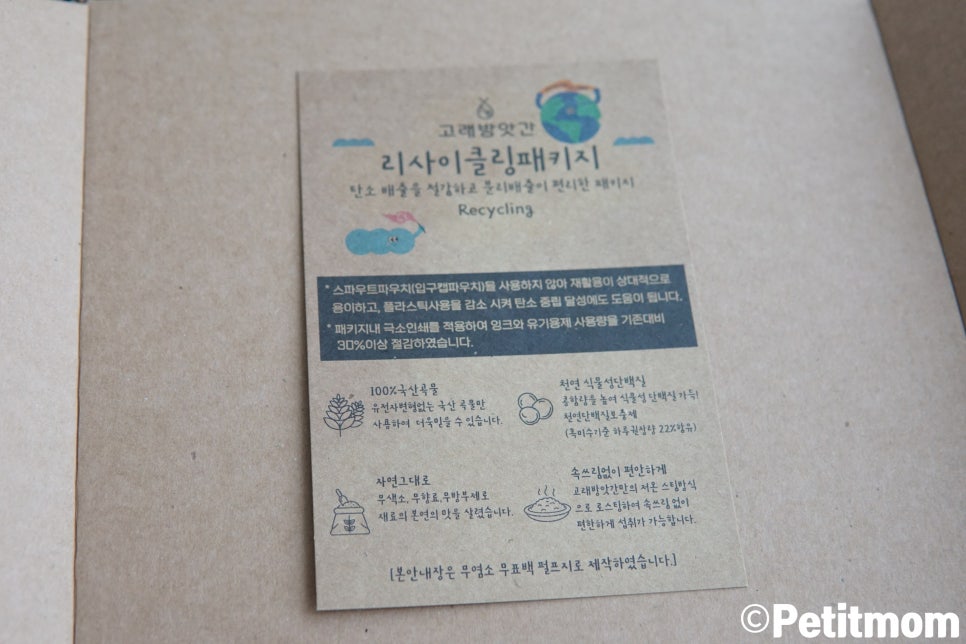 고래방앗간
리사이클링패키지
탄소 배출을 절감하고 분리배출이 편리한 패키지
Recycling
* 스파우트파우치(입구캡파우치)를 사용하지 않아 재활용이 상대적으로
용이하고, 플라스틱사용을 감소 시켜 탄소 중립 달성에도 도움이 됩니다.
* 패키지내 극소인쇄를 적용하여 잉크와 유기용제 사용량을 기존대비
30%이상 절감하였습니다.
100%국산곡물
유전자변형없는 국산 곡물만
사용하여 더욱믿을 수 있습니다.
천연 식물성단백질
콩함량을 높여 식물성 단백질 가득!
천연단백질보충제
(흑미수기준 하루권장량 22%함유)
자연그대로
무색소, 무향료, 무방부제로
재료의 본연의 맛을 살렸습니다.
속쓰림없이 편안하게
고래방앗간만의 저온 스팀방식
으로 로스팅하여 속쓰림 없이
편한하게 섭취가 가능합니다.
[본안내장은 무염소 무표백 펄프지로 제작하였습니다.]
©Petitmom